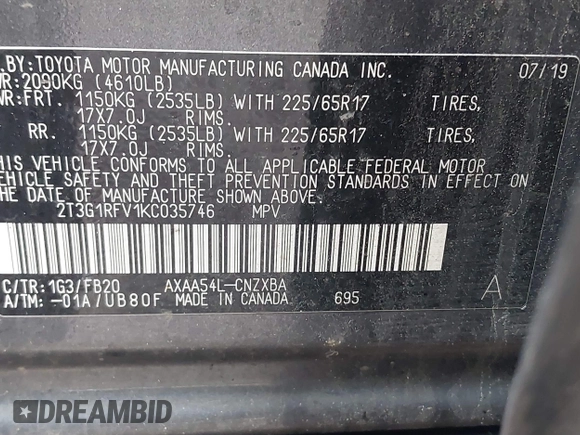 .BY:TOYOTA MOTOR MANUFACTURING CANADA INC. 07/19
WR:2090KG (4610LB)
WR:FRT. 1150KG (2535LB) WITH 225/65R17 TIRES,
17X7.0J RIMS.
RR. 1150KG (2535LB) WITH 225/65R17 TIRES,
17X7.0J RIMS.
HIS VEHICLE CONFORMS TO ALL APPLICABLE FEDERAL MOTOR
EHICLE SAFETY AND THEFT PREVENTION STANDARDS IN EFFECT
N THE DATE OF MANUFACTURE SHOWN ABOVE.
2T3G1RFV1KC035746 MPV
C/TR: 1G3/FB20 AXAA54L-CNZXBA A
A/TM: -01A/UB80F MADE IN CANADA 695
DREAMBID